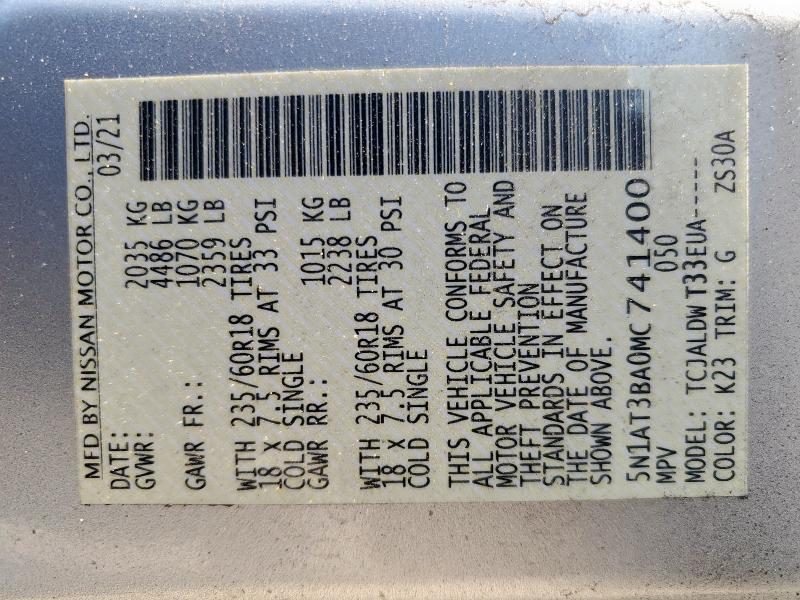 MFD BY NISSAN MOTOR CO., LTD.
DATE: 03/21
GVWR: 2035 KG
4486 LB
GAWR FR.: 1070 KG
2359 LB
WITH 235/60R18 TIRES
18 X 7.5 RIMS AT 33 PSI
COLD SINGLE
GAWR RR.: 1015 KG
2238 LB
WITH 235/60R18 TIRES
18 X 7.5 RIMS AT 30 PSI
COLD SINGLE
THIS VEHICLE CONFORMS TO
ALL APPLICABLE FEDERAL
MOTOR VEHICLE SAFETY AND
THEFT PREVENTION
STANDARDS IN EFFECT ON
THE DATE OF MANUFACTURE
SHOWN ABOVE.
5N1AT3BA0MC741400
MPV 050
MODEL: TCJALDWT33EUA-----
COLOR: K23 TRIM: G ZS30A